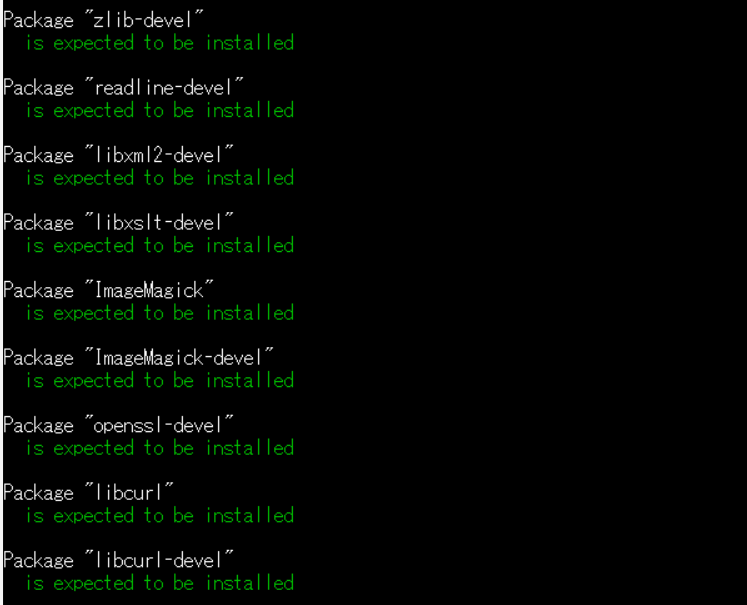 Package "zlib-devel"
is expected to be installed
Package "readline-devel"
is expected to be installed
Package "libxml2-devel"
is expected to be installed
Package "libxslt-devel"
is expected to be installed
Package "ImageMagick"
is expected to be installed
Package "ImageMagick-devel"
is expected to be installed
Package "openssl-devel"
is expected to be installed
Package "libcurl"
is expected to be installed
Package "libcurl-devel"
is expected to be installed